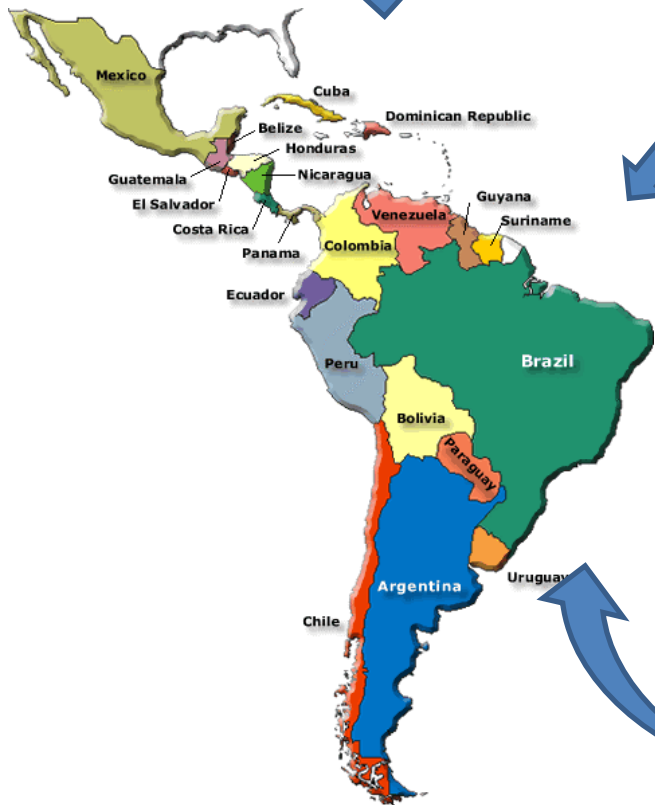 Mexico
Cuba
Dominican Republic
Belize
Honduras
Guatemala
Nicaragua
El Salvador
Costa Rica
Panama
Venezuela
Guyana
Suriname
Colombia
Ecuador
Peru
Brazil
Bolivia
Paraguay
Argentina
Uruguay
Chile